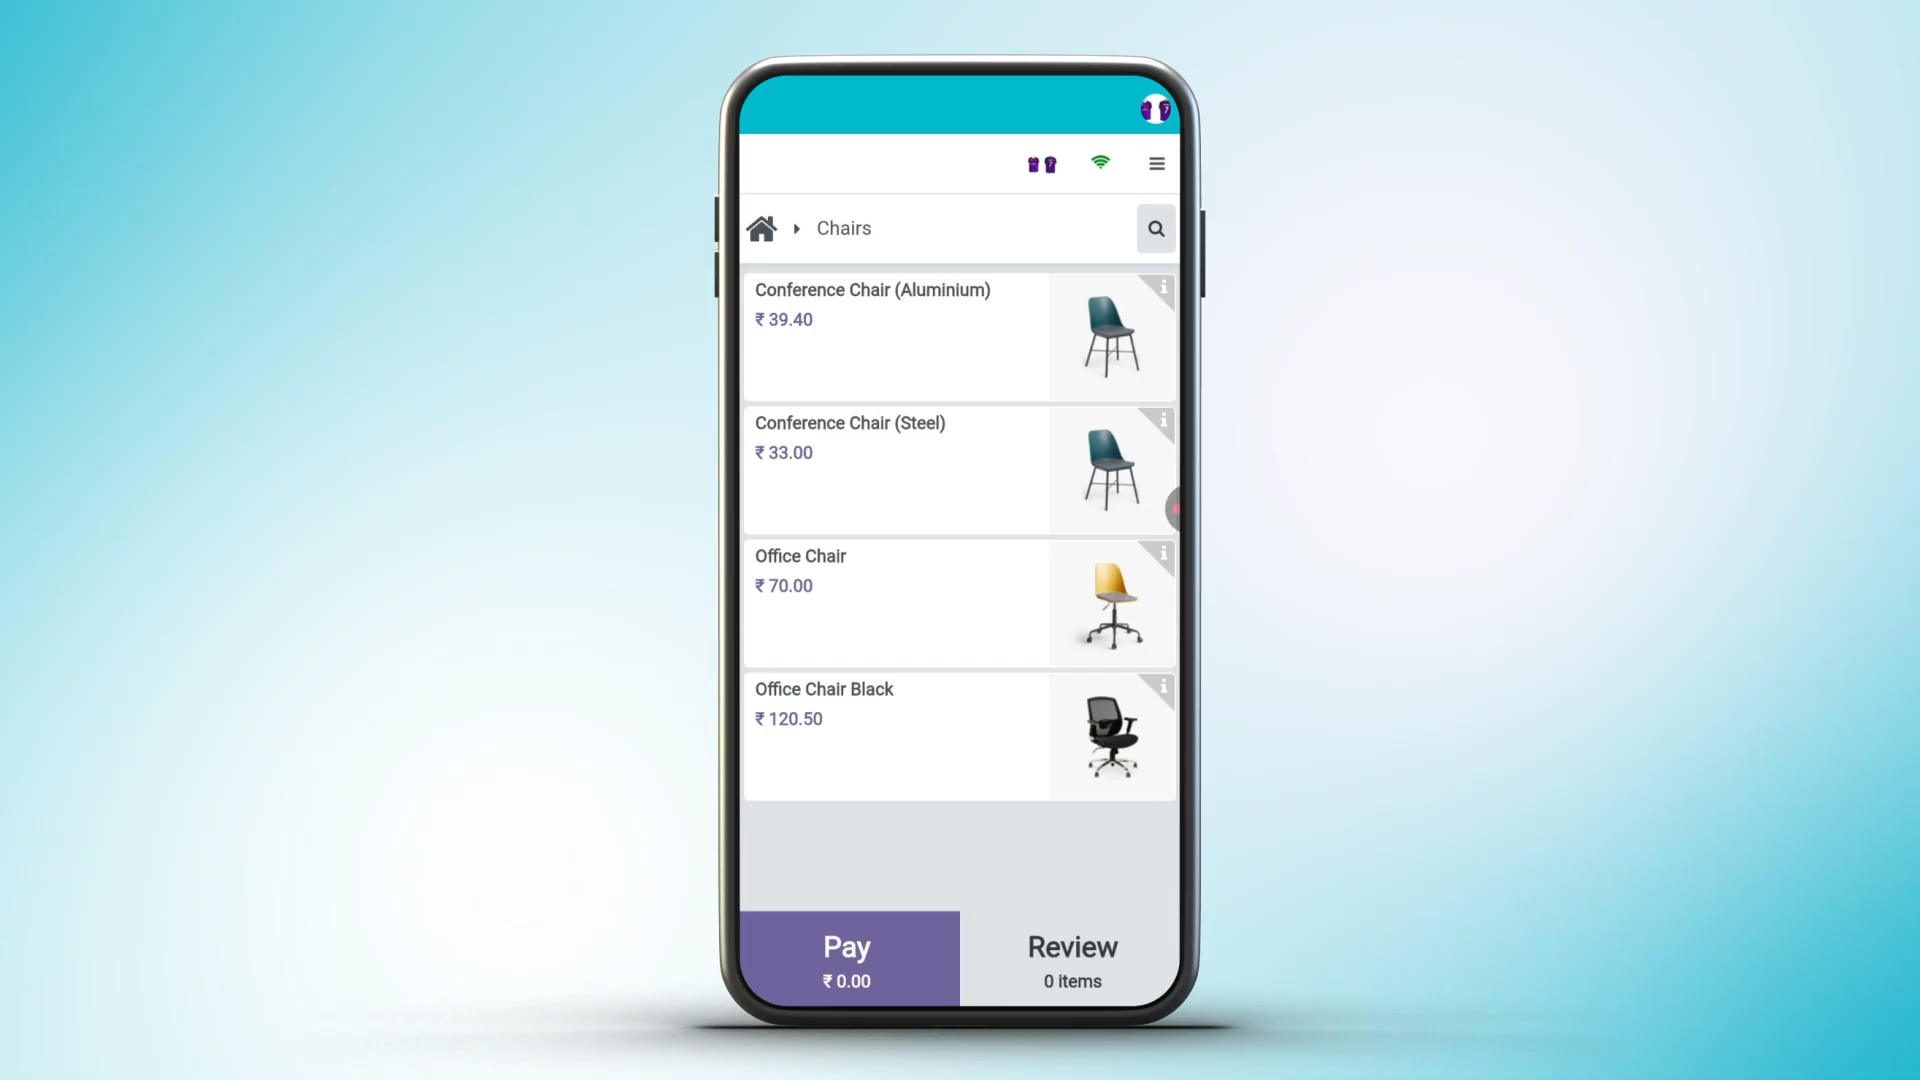 Chairs
Conference Chair (Aluminium)
₹ 39.40
Conference Chair (Steel)
₹ 33.00
Office Chair
₹ 70.00
Office Chair Black
₹ 120.50
Pay
₹ 0.00
Review
0 items